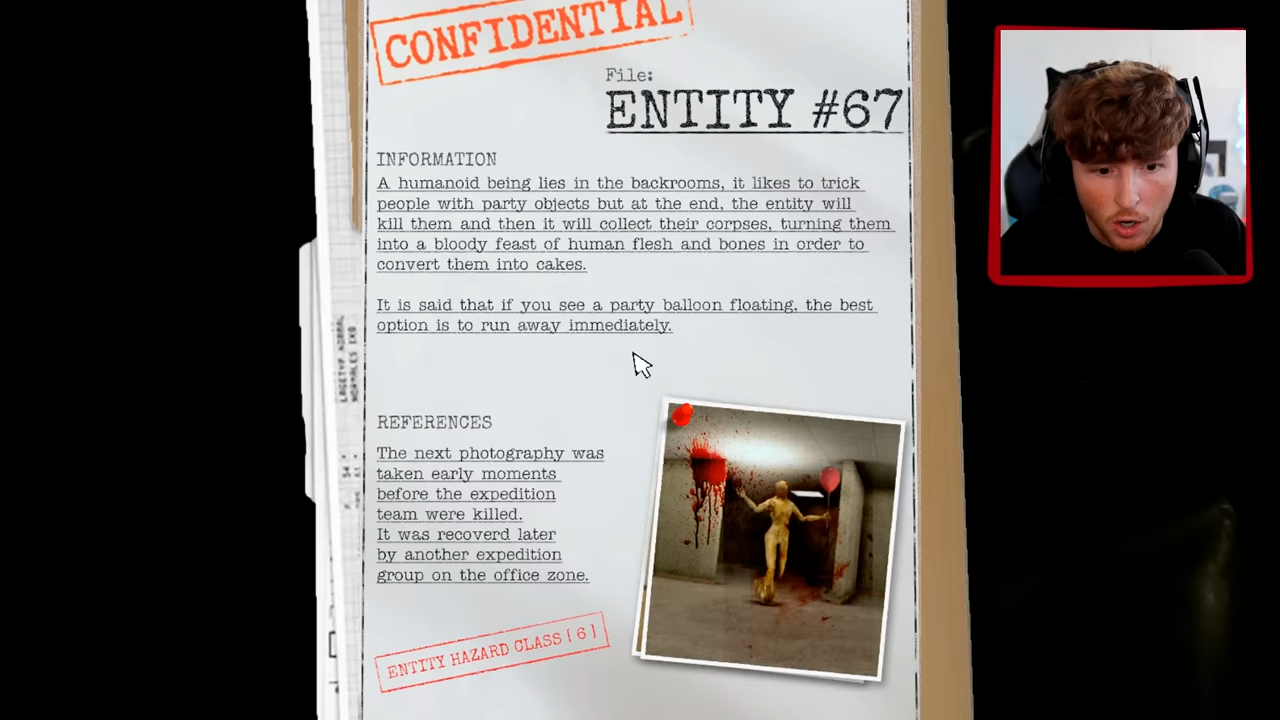 CONFIDENTIAL
File:
ENTITY #67
INFORMATION
A humanoid being lies in the backrooms, it likes to trick
people with party objects but at the end, the entity will
kill them and then it will collect their corpses, turning them
into a bloody feast of human flesh and bones in order to
convert them into cakes.
It is said that if you see a party balloon floating, the best
option is to run away immediately.
REFERENCES
The next photography was
taken early moments
before the expedition
team were killed.
It was recoverd later
by another expedition
group on the office zone.
ENTITY HAZARD CLASS [ 6 ]